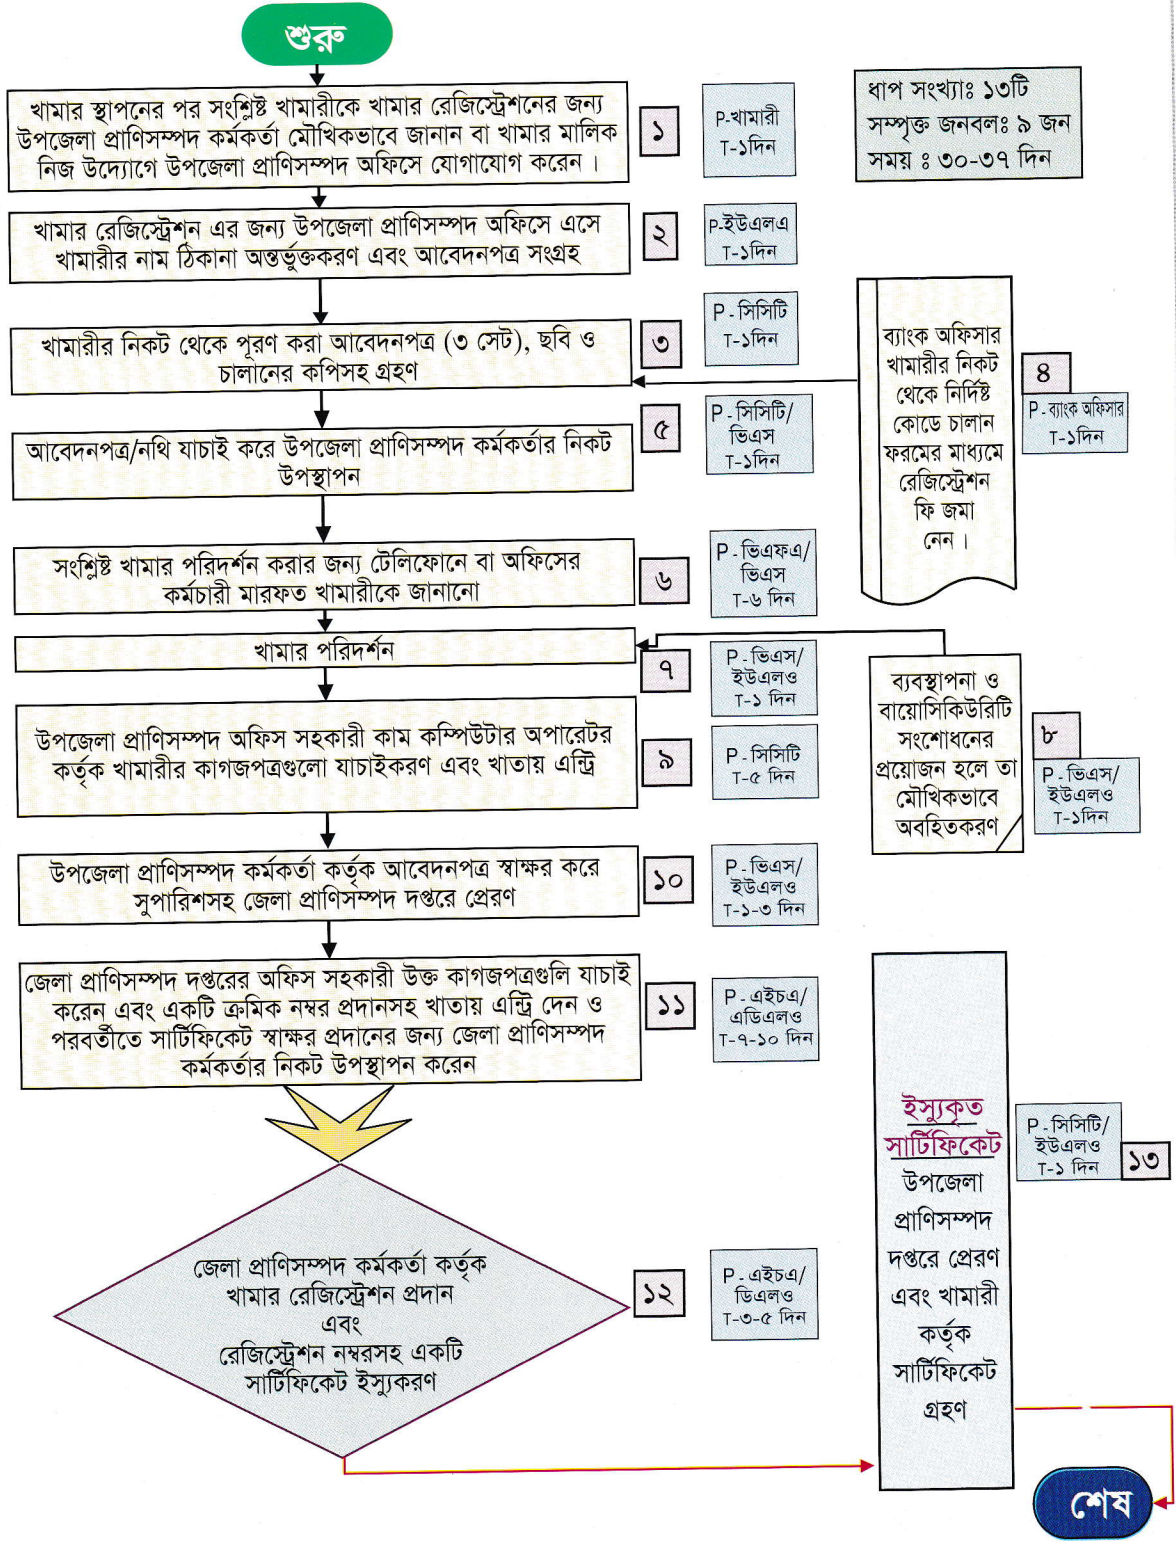 শুরু
খামার স্থাপনের পর সংশ্লিষ্ট খামারীকে খামার রেজিস্ট্রেশনের জন্য
উপজেলা প্রাণিসম্পদ কর্মকর্তা মৌখিকভাবে জানান বা খামার মালিক
নিজ উদ্যোগে উপজেলা প্রাণিসম্পদ অফিসে যোগাযোগ করেন ।
১
P-খামারী
T-১দিন
ধাপ সংখ্যাঃ ১৩টি
সম্পৃক্ত জনবলঃ ৯ জন
সময় ঃ ৩০-৩৭ দিন
খামার রেজিস্ট্রেশন এর জন্য উপজেলা প্রাণিসম্পদ অফিসে এসে
খামারীর নাম ঠিকানা অন্তর্ভুক্তকরণ এবং আবেদনপত্র সংগ্রহ
২
P-ইউএলএ
T-১দিন
খামারীর নিকট থেকে পূরণ করা আবেদনপত্র (৩ সেট), ছবি ও
চালানের কপিসহ গ্রহণ
৩
P - সিসিটি
T-১দিন
ব্যাংক অফিসার
খামারীর নিকট
থেকে নির্দিষ্ট
কোডে চালান
ফরমের মাধ্যমে
রেজিস্ট্রেশন
ফি জমা
নেন ।
৪
P - ব্যাংক অফিসার
T-১দিন
আবেদনপত্র/নথি যাচাই করে উপজেলা প্রাণিসম্পদ কর্মকর্তার নিকট
উপস্থাপন
৫
P - সিসিটি/
ভিএস
T-১দিন
সংশ্লিষ্ট খামার পরিদর্শন করার জন্য টেলিফোনে বা অফিসের
কর্মচারী মারফত খামারীকে জানানো
৬
P - ভিএফএ/
ভিএস
T-৬ দিন
খামার পরিদর্শন
৭
P - ভিএস/
ইউএলও
T-১ দিন
ব্যবস্থাপনা ও
বায়োসিকিউরিটি
সংশোধনের
প্রয়োজন হলে তা
মৌখিকভাবে
অবহিতকরণ
৮
P - ভিএস/
ইউএলও
T-১দিন
উপজেলা প্রাণিসম্পদ অফিস সহকারী কাম কম্পিউটার অপারেটর
কর্তৃক খামারীর কাগজপত্রগুলো যাচাইকরণ এবং খাতায় এন্ট্রি
৯
P - সিসিটি
T-৫ দিন
উপজেলা প্রাণিসম্পদ কর্মকর্তা কর্তৃক আবেদনপত্র স্বাক্ষর করে
সুপারিশসহ জেলা প্রাণিসম্পদ দপ্তরে প্রেরণ
১০
P - ভিএস/
ইউএলও
T-১-৩ দিন
জেলা প্রাণিসম্পদ দপ্তরের অফিস সহকারী উক্ত কাগজপত্রগুলি যাচাই
করেন এবং একটি ক্রমিক নম্বর প্রদানসহ খাতায় এন্ট্রি দেন ও
পরবর্তীতে সার্টিফিকেট স্বাক্ষর প্রদানের জন্য জেলা প্রাণিসম্পদ
কর্মকর্তার নিকট উপস্থাপন করেন
১১
P - এইচএ/
এডিএলও
T-৭-১০ দিন
জেলা প্রাণিসম্পদ কর্মকর্তা কর্তৃক
খামার রেজিস্ট্রেশন প্রদান
এবং
রেজিস্ট্রেশন নম্বরসহ একটি
সার্টিফিকেট ইস্যুকরণ
১২
P - এইচএ/
ডিএলও
T-৩-৫ দিন
ইস্যুকৃত
সার্টিফিকেট
উপজেলা
প্রাণিসম্পদ
দপ্তরে প্রেরণ
এবং খামারী
কর্তৃক
সার্টিফিকেট
গ্রহণ
P - সিসিটি/
ইউএলও
T-১ দিন
১৩
শেষ